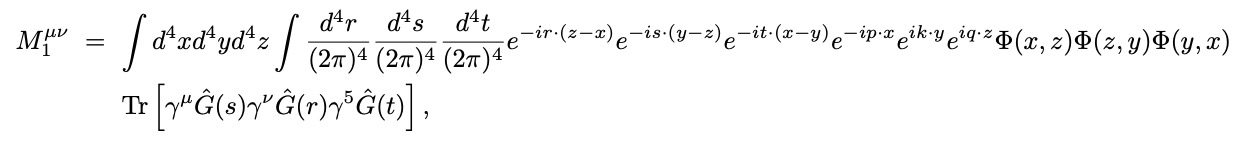 M_1^{\mu\nu} = \int d^4x d^4y d^4z \int \frac{d^4r}{(2\pi)^4} \frac{d^4s}{(2\pi)^4} \frac{d^4t}{(2\pi)^4} e^{-ir\cdot(z-x)} e^{-is\cdot(y-z)} e^{-it\cdot(x-y)} e^{-ip\cdot x} e^{ik\cdot y} e^{iq\cdot z} \Phi(x,z)\Phi(z,y)\Phi(y,x)
\text{Tr}\left[\gamma^\mu \hat{G}(s)\gamma^\nu \hat{G}(r)\gamma^5 \hat{G}(t)\right],